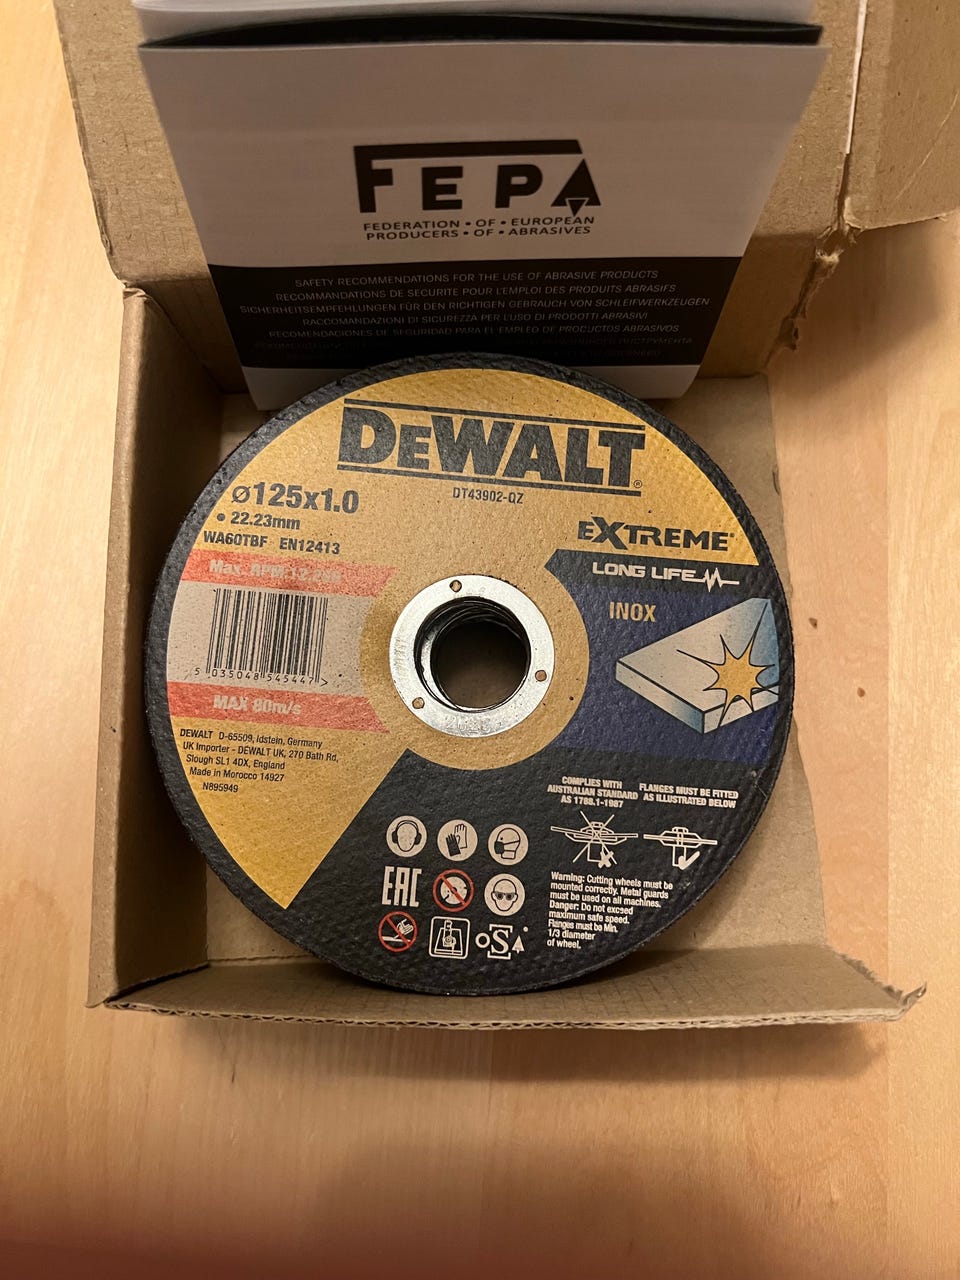 FEPA
FEDERATION • OF • EUROPEAN
PRODUCERS • OF • ABRASIVES
SAFETY RECOMMENDATIONS FOR THE USE OF ABRASIVE PRODUCTS
RECOMMANDATIONS DE SECURITE POUR L'EMPLOI DES PRODUITS ABRASIFS
SICHERHEITSEMPFEHLUNGEN FÜR DEN RICHTIGEN GEBRAUCH VON SCHLEIFWERKZEUGEN
RACCOMANDAZIONI DI SICUREZZA PER L'USO DI PRODOTTI ABRASIVI
RECOMENDACIONES DE SEGURIDAD PARA EL EMPLEO DE PRODUCTOS ABRASIVOS
DEWALT®
DT43902-QZ
Ø125x1.0
• 22.23mm
WA60TBF EN12413
EXTREME®
LONG LIFE
INOX
Max. RPM
5 035048 545447 >
MAX 80m/s
DEWALT D-65509, Idstein, Germany
UK Importer - DEWALT UK, 270 Bath Rd,
Slough SL1 4DX, England
Made in Morocco 14927
N895949
COMPLIES WITH
AUSTRALIAN STANDARD
AS 1788.1-1987
FLANGES MUST BE FITTED
AS ILLUSTRATED BELOW
EAC
oSA
Warning: Cutting wheels must be
mounted correctly. Metal guards
must be used on all machines.
Danger: Do not exceed
maximum safe speed.
Flanges must be Min.
1/3 diameter
of wheel.